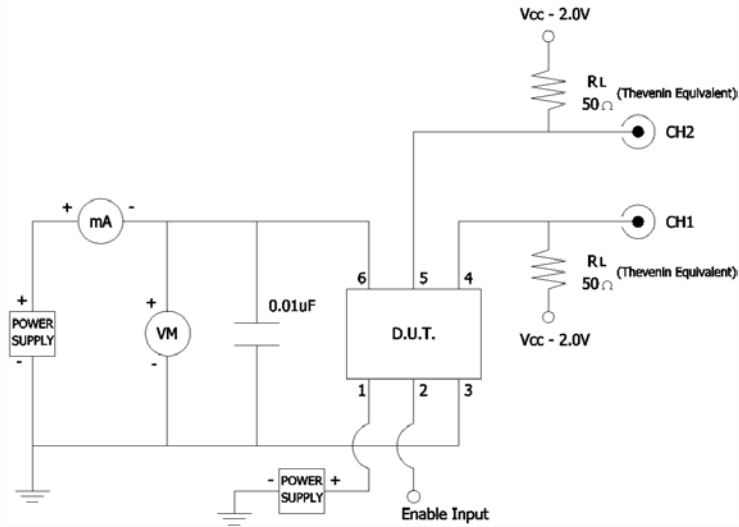 Vcc - 2.0V
RL (Thevenin Equivalent)
50Ω
CH2
+ mA -
CH1
6 5 4
RL (Thevenin Equivalent)
50Ω
+
POWER
SUPPLY
-
+
VM
-
0.01uF
D.U.T.
Vcc - 2.0V
1 2 3
- POWER +
SUPPLY
Enable Input